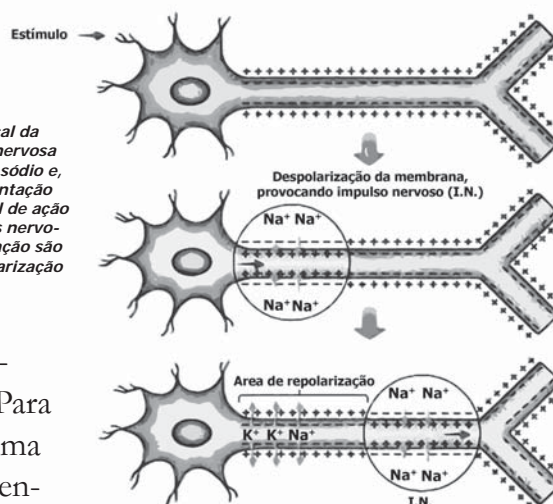 Estímulo
al da
nervosa
sódio e,
ntação
l de ação
s nervo-
ação são
arização
-
Para
ma
en-
+ + + + + + + + + + + +
Despolarização da membrana,
provocando impulso nervoso (I.N.)
Na⁺ Na⁺
Na⁺ Na⁺
Area de repolarização
Na⁺ Na⁺
K⁺ K⁺ Na⁺
Na⁺ Na⁺
I.N.